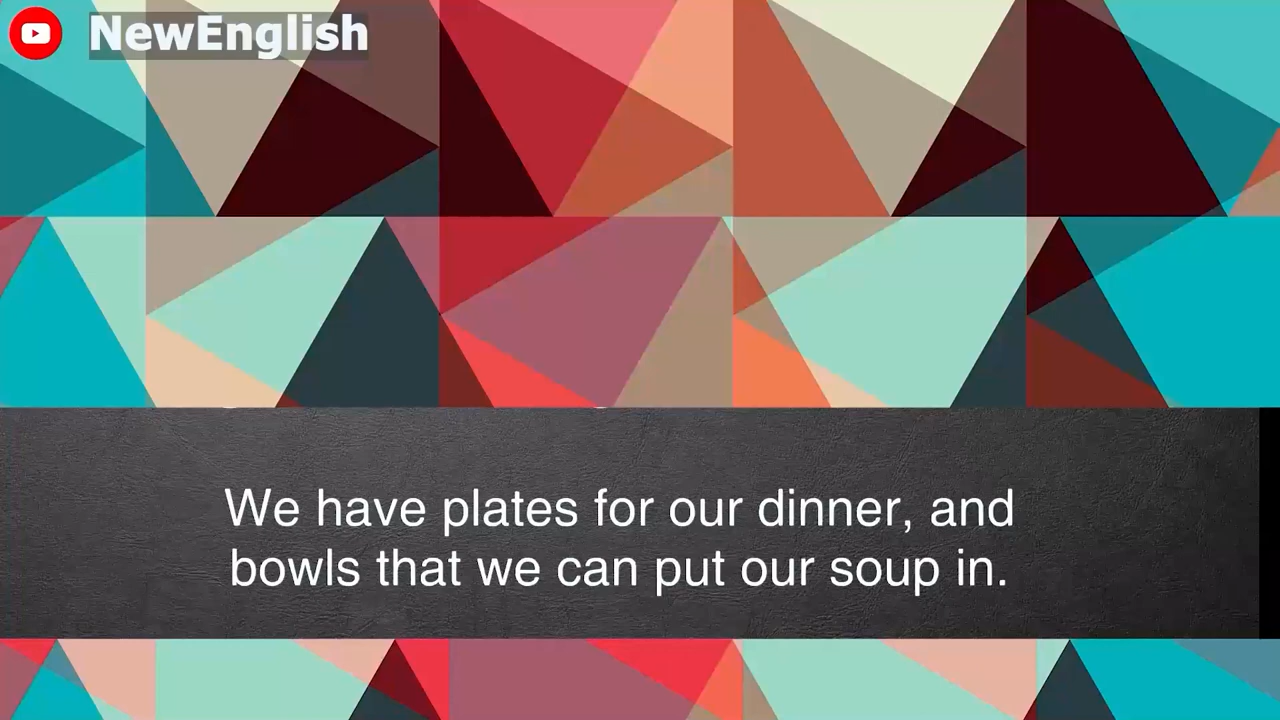 NewEnglish
We have plates for our dinner, and
bowls that we can put our soup in.